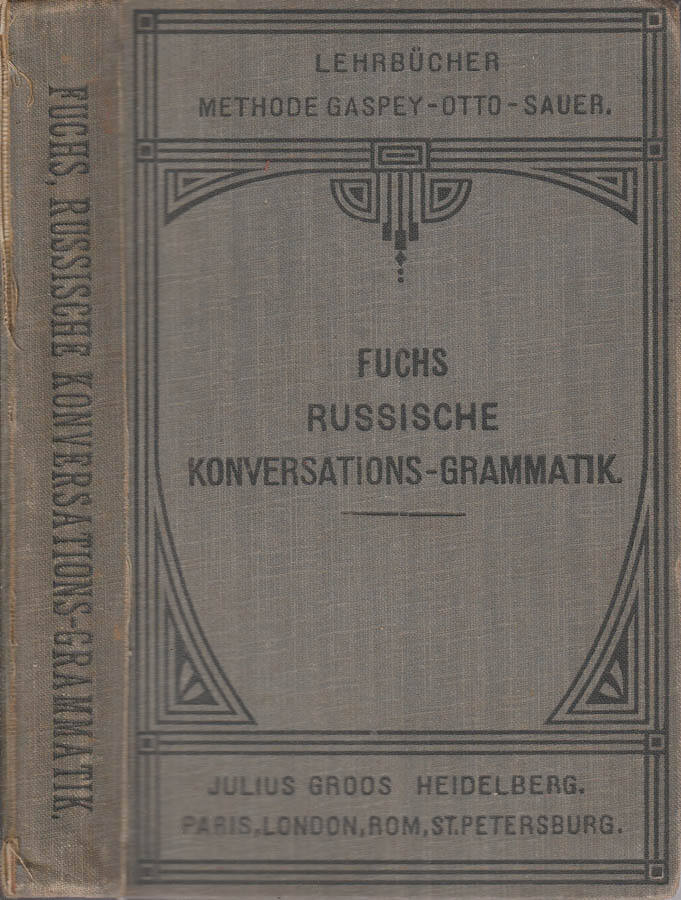 FUCHS, RUSSISCHE KONVERSATIONS-GRAMMATIK.
LEHRBÜCHER
METHODE GASPEY-OTTO-SAUER.
FUCHS
RUSSISCHE
KONVERSATIONS-GRAMMATIK.
JULIUS GROOS HEIDELBERG.
PARIS, LONDON, ROM, ST. PETERSBURG.